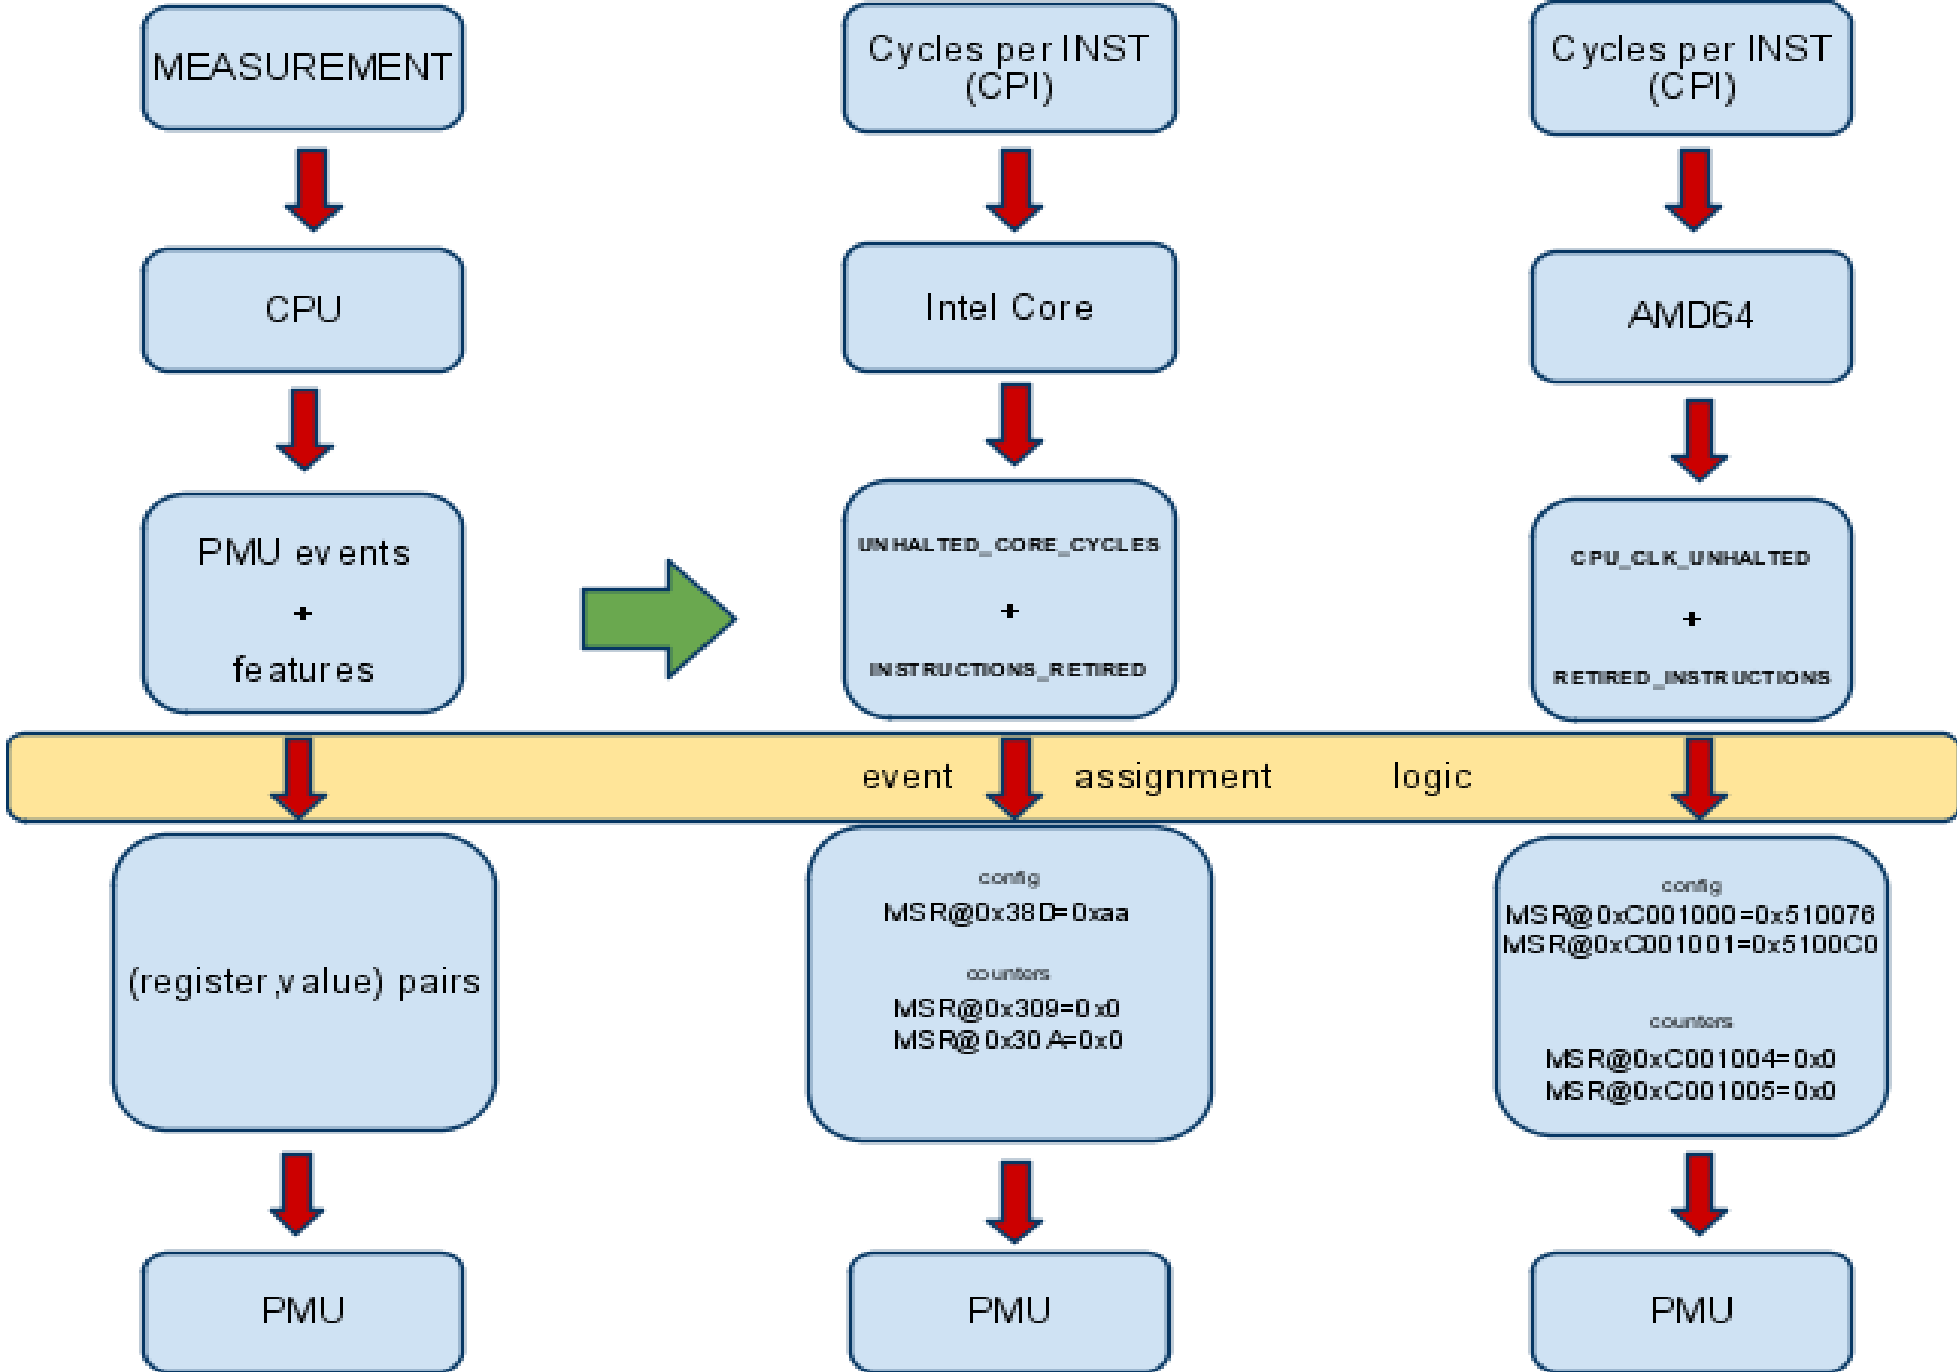 MEASUREMENT
CPU
PMU events
+
features
(register,value) pairs
PMU
Cycles per INST
(CPI)
Intel Core
UNHALTED_CORE_CYCLES
+
INSTRUCTIONS_RETIRED
event assignment logic
config
MSR@0x38D=0xaa
counters
MSR@0x309=0x0
MSR@0x30A=0x0
PMU
Cycles per INST
(CPI)
AMD64
CPU_CLK_UNHALTED
+
RETIRED_INSTRUCTIONS
config
MSR@0xC001000=0x510076
MSR@0xC001001=0x5100C0
counters
MSR@0xC001004=0x0
MSR@0xC001005=0x0
PMU